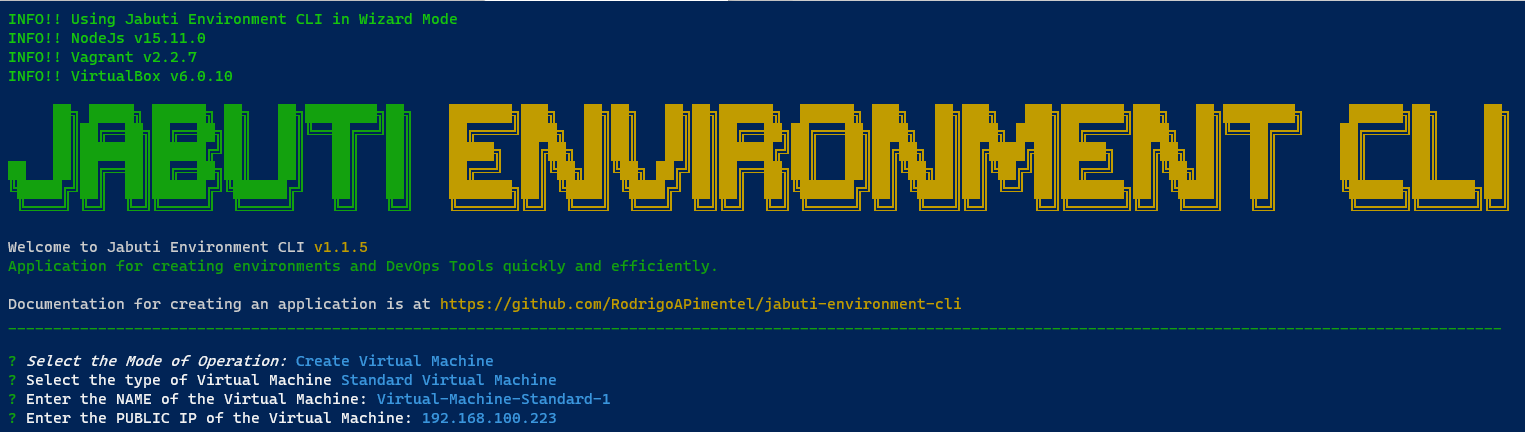 INFO!! Using Jabuti Environment CLI in Wizard Mode
INFO!! NodeJs v15.11.0
INFO!! Vagrant v2.2.7
INFO!! VirtualBox v6.0.10
JABUTI ENVIRONMENT CLI
Welcome to Jabuti Environment CLI v1.1.5
Application for creating environments and DevOps Tools quickly and efficiently.
Documentation for creating an application is at https://github.com/RodrigoAPimentel/jabuti-environment-cli
? Select the Mode of Operation: Create Virtual Machine
? Select the type of Virtual Machine Standard Virtual Machine
? Enter the NAME of the Virtual Machine: Virtual-Machine-Standard-1
? Enter the PUBLIC IP of the Virtual Machine: 192.168.100.223